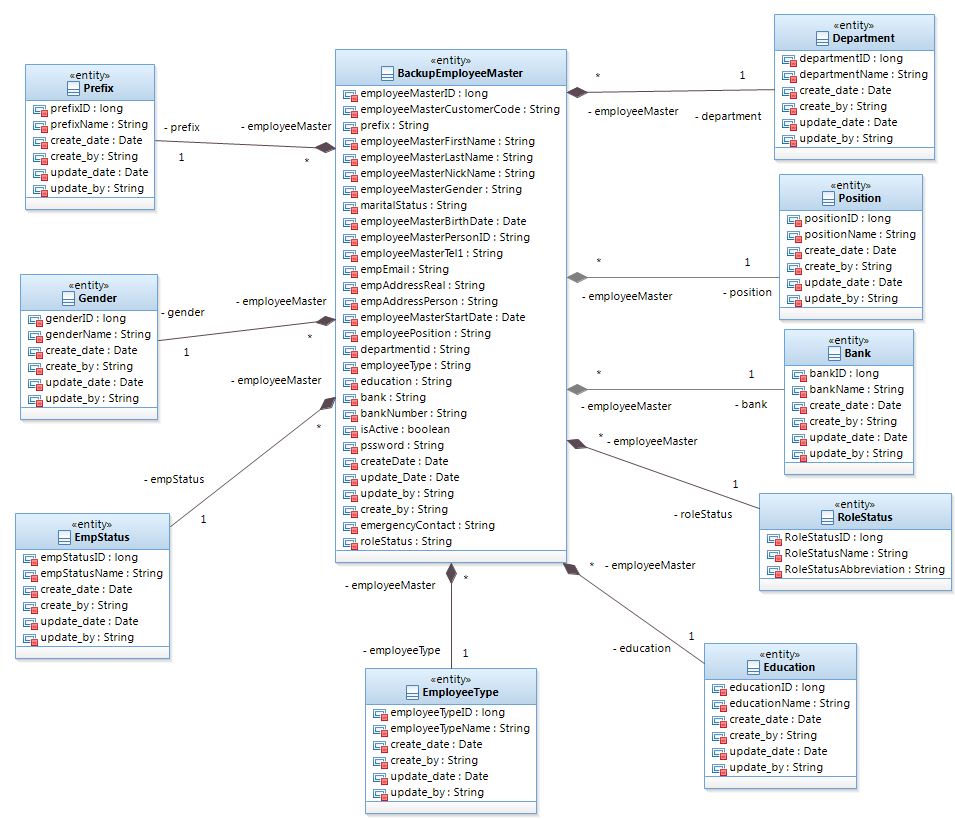 «entity»
Prefix
prefixID : long
prefixName : String
create_date : Date
create_by : String
update_date : Date
update_by : String
- prefix
1
- employeeMaster
*
«entity»
Gender
genderID : long
genderName : String
create_date : Date
create_by : String
update_date : Date
update_by : String
- gender
1
- employeeMaster
*
«entity»
EmpStatus
empStatusID : long
empStatusName : String
create_date : Date
create_by : String
update_date : Date
update_by : String
- empStatus
1
- employeeMaster
*
«entity»
BackupEmployeeMaster
employeeMasterID : long
employeeMasterCustomerCode : String
prefix : String
employeeMasterFirstName : String
employeeMasterLastName : String
employeeMasterNickName : String
employeeMasterGender : String
maritalStatus : String
employeeMasterBirthDate : Date
employeeMasterPersonID : String
employeeMasterTel1 : String
empEmail : String
empAddressReal : String
empAddressPerson : String
employeeMasterStartDate : Date
employeePosition : String
departmentid : String
employeeType : String
education : String
bank : String
bankNumber : String
isActive : boolean
pssword : String
createDate : Date
update_Date : Date
update_by : String
create_by : String
emergencyContact : String
roleStatus : String
- employeeMaster
*
- employeeType
1
«entity»
EmployeeType
employeeTypeID : long
employeeTypeName : String
create_date : Date
create_by : String
update_date : Date
update_by : String
*
- employeeMaster
1
- department
«entity»
Department
departmentID : long
departmentName : String
create_date : Date
create_by : String
update_date : Date
update_by : String
*
- employeeMaster
1
- position
«entity»
Position
positionID : long
positionName : String
create_date : Date
create_by : String
update_date : Date
update_by : String
*
- employeeMaster
1
- bank
«entity»
Bank
bankID : long
bankName : String
create_date : Date
create_by : String
update_date : Date
update_by : String
*
- employeeMaster
1
- roleStatus
«entity»
RoleStatus
RoleStatusID : long
RoleStatusName : String
RoleStatusAbbreviation : String
*
- employeeMaster
1
- education
«entity»
Education
educationID : long
educationName : String
create_date : Date
create_by : String
update_date : Date
update_by : String